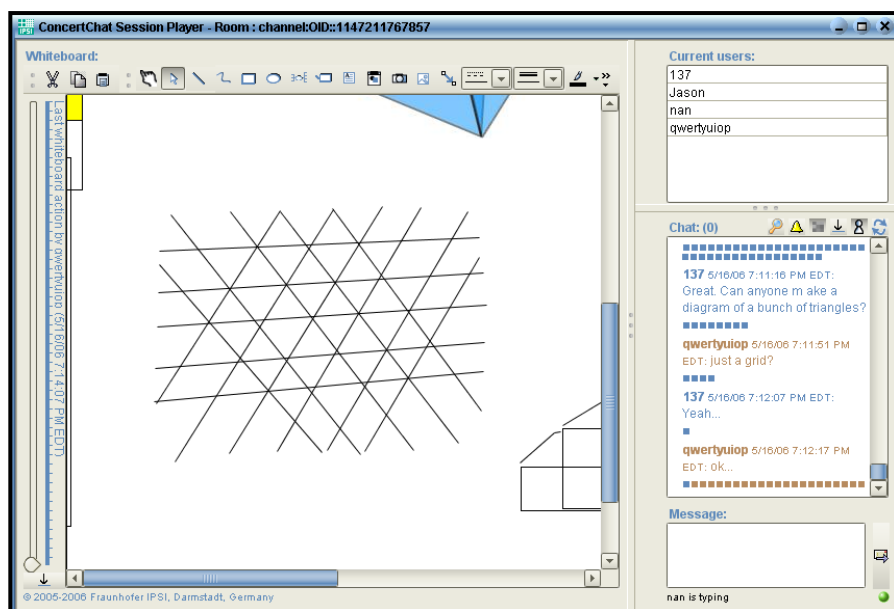 IPSI
ConcertChat Session Player - Room : channel:OID::1147211767857
Whiteboard:
Last whiteboard action by qwertyuiop (5/16/06 7:14:07 PM EDT)
© 2005-2006 Fraunhofer IPSI, Darmstadt, Germany
Current users:
137
Jason
nan
qwertyuiop
Chat: (0)
137 5/16/06 7:11:16 PM EDT:
Great. Can anyone m ake a
diagram of a bunch of triangles?
qwertyuiop 5/16/06 7:11:51 PM
EDT: just a grid?
137 5/16/06 7:12:07 PM EDT:
Yeah...
qwertyuiop 5/16/06 7:12:17 PM
EDT: ok...
Message:
nan is typing